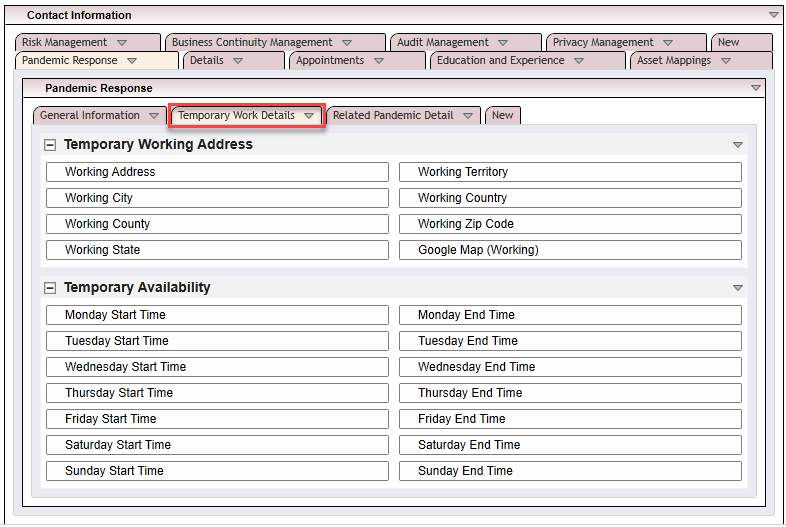 Contact Information
Risk Management Business Continuity Management Audit Management Privacy Management New
Pandemic Response Details Appointments Education and Experience Asset Mappings
Pandemic Response
General Information Temporary Work Details Related Pandemic Detail New
Temporary Working Address
Working Address Working Territory
Working City Working Country
Working County Working Zip Code
Working State Google Map (Working)
Temporary Availability
Monday Start Time Monday End Time
Tuesday Start Time Tuesday End Time
Wednesday Start Time Wednesday End Time
Thursday Start Time Thursday End Time
Friday Start Time Friday End Time
Saturday Start Time Saturday End Time
Sunday Start Time Sunday End Time